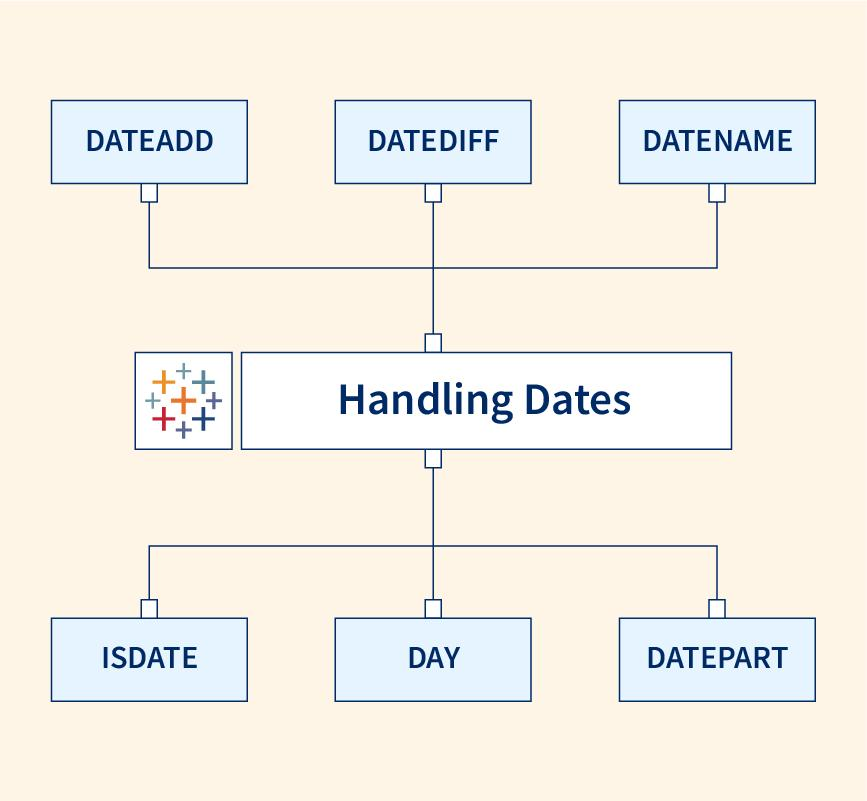 DATEADD
DATEDIFF
DATENAME
Handling Dates
ISDATE
DAY
DATEPART